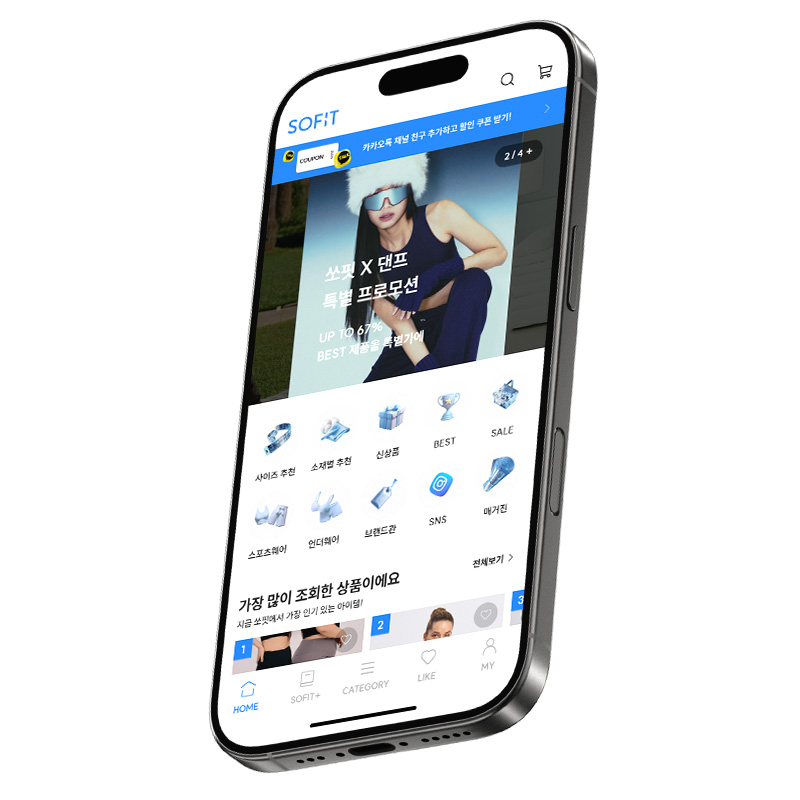 SOFIT
COUPON
카카오톡 채널 친구 추가하고 할인 쿠폰 받기!
2 / 4 +
쏘핏 X 댄프
특별 프로모션
UP TO 67%
BEST 제품을 특별가에
사이즈 추천
소재별 추천
신상품
BEST
SALE
스포츠웨어
언더웨어
브랜드관
SNS
매거진
가장 많이 조회한 상품이에요
전체보기 >
지금 쏘핏에서 가장 인기 있는 아이템!
1
2
3
HOME
SOFIT+
CATEGORY
LIKE
MY